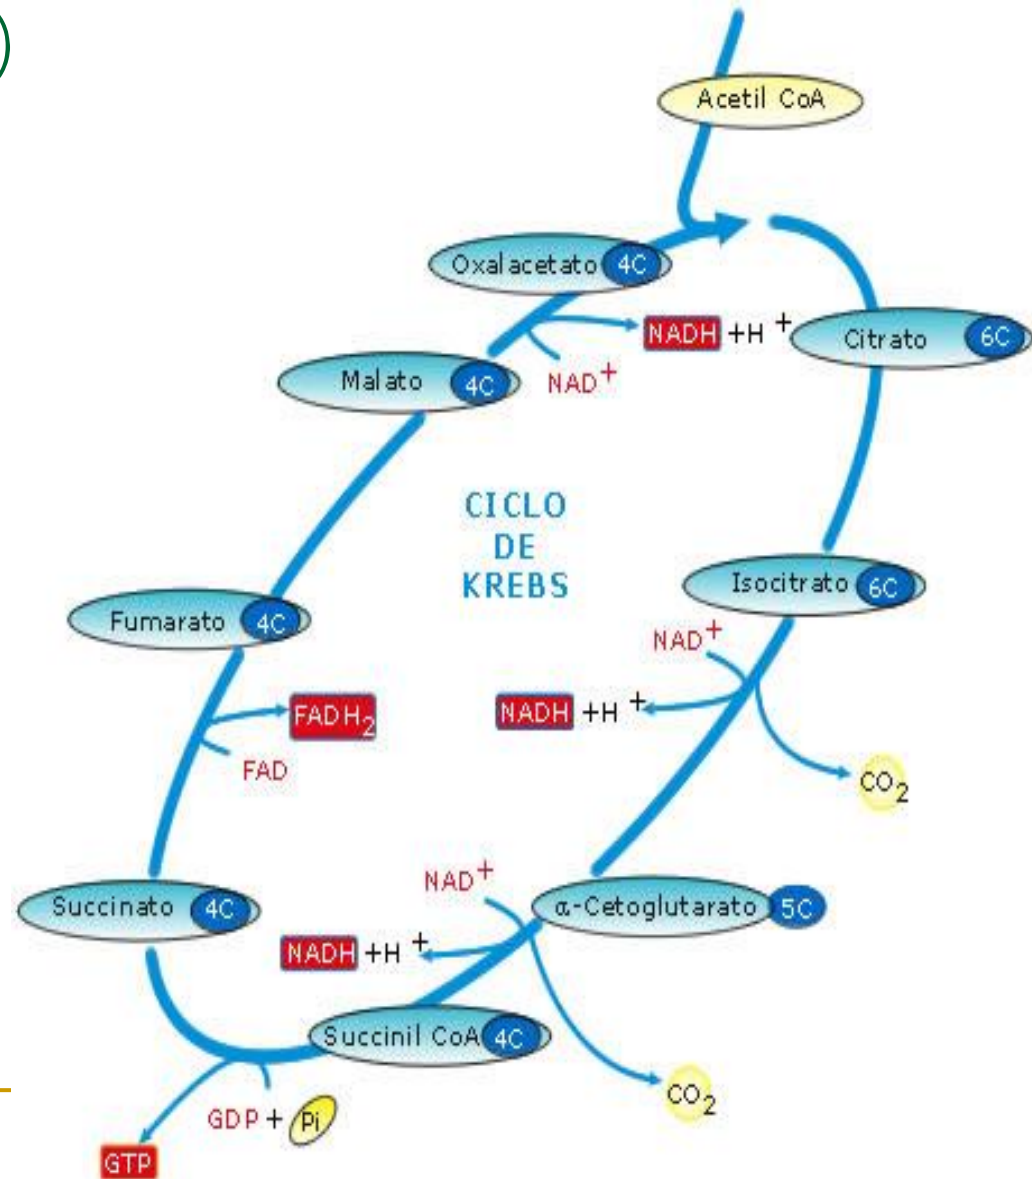 )
Acetil CoA
Oxalacetato 4C
NADH +H +
NAD+
Citrato 6C
Malato 4C
CICLO
DE
KREBS
Isocitrato 6C
NAD+
NADH +H +
CO2
Fumarato 4C
FADH2
FAD
Succinato 4C
NAD+
α-Cetoglutarato 5C
NADH +H +
Succinil CoA 4C
CO2
GDP + Pi
GTP